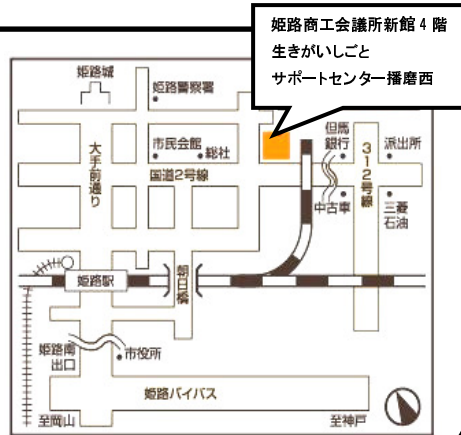 姫路商工会議所新館4階
生きがいしごと
サポートセンター播磨西
姫路城
姫路警察署
市民会館
総社
但馬
銀行
派出所
312号線
大手前通り
国道2号線
中古車
三菱
石油
朝日橋
姫路駅
姫路南
出口
市役所
姫路バイパス
至岡山
至神戸